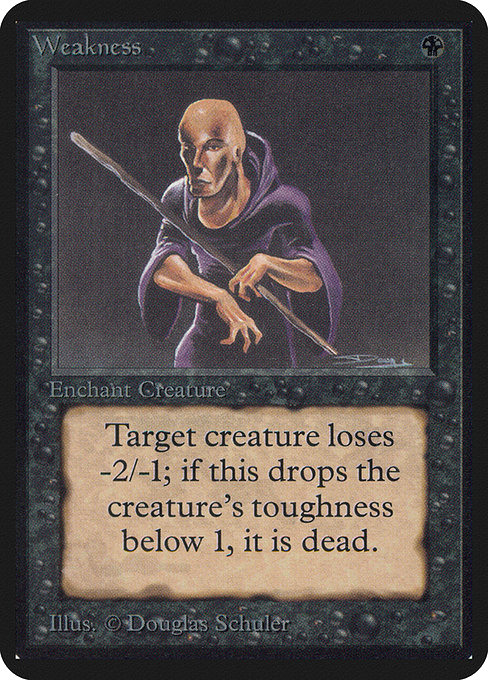 Weakness
Enchant Creature
Target creature loses
-2/-1; if this drops the
creature's toughness
below 1, it is dead.
Illus. © Douglas Schuler